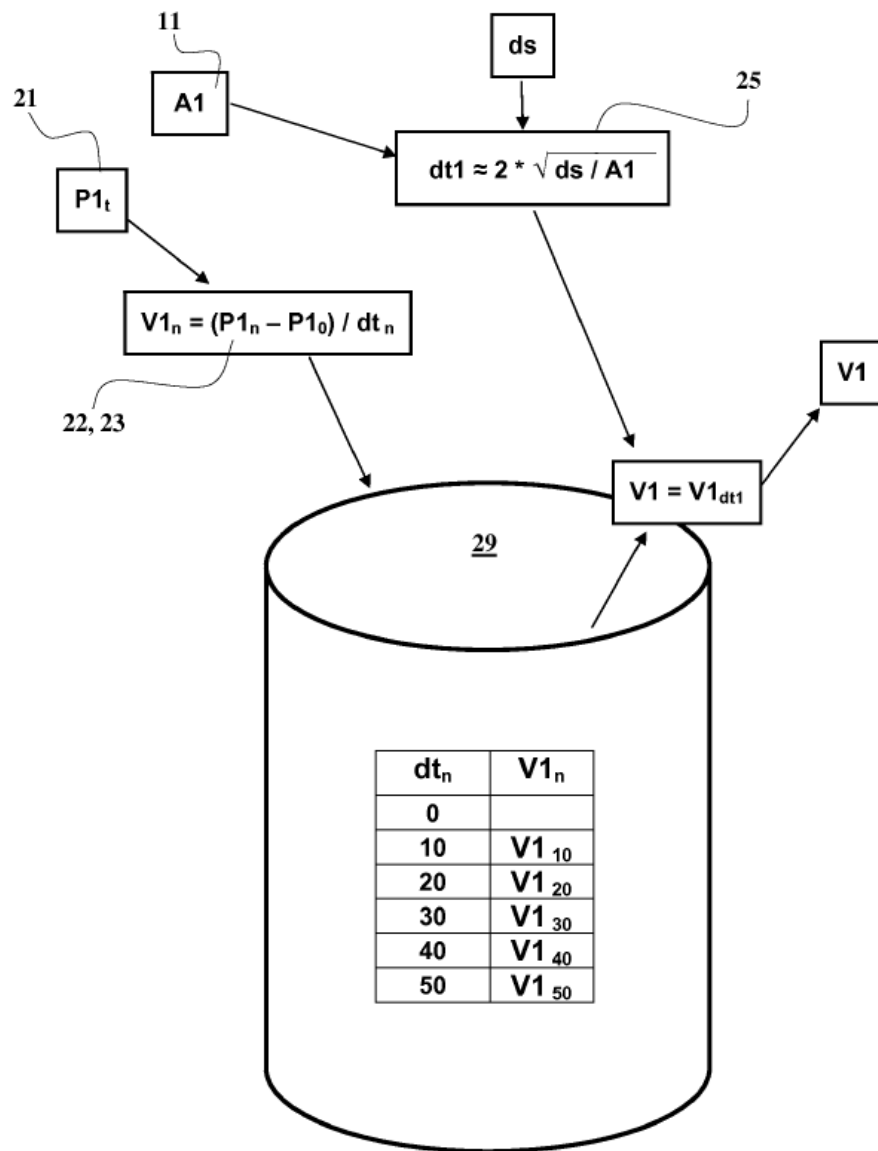 11
ds
21
A1
25
dt1 ≈ 2 * √ds / A1
P1ₜ
V1ₙ = (P1ₙ – P1₀) / dt ₙ
22, 23
V1
V1 = V1dt1
29
dtₙ V1ₙ
0
10 V1 ₁₀
20 V1 ₂₀
30 V1 ₃₀
40 V1 ₄₀
50 V1 ₅₀